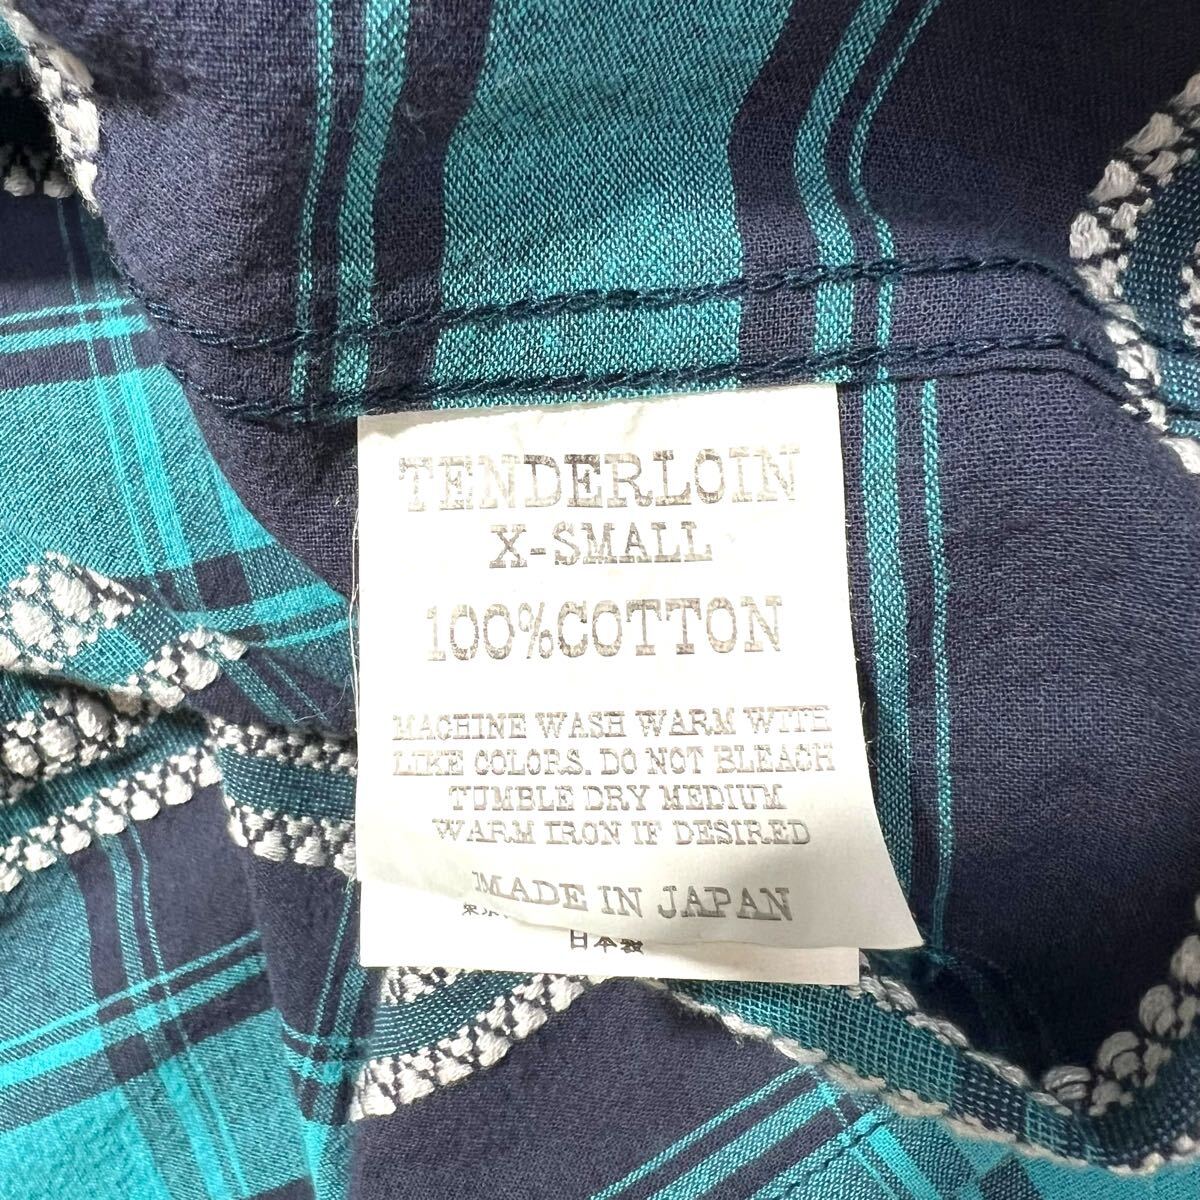 TENDERLOIN
X-SMALL
100%COTTON
MACHINE WASH WARM WITH
LIKE COLORS. DO NOT BLEACH
TUMBLE DRY MEDIUM
WARM IRON IF DESIRED
MADE IN JAPAN
日本製